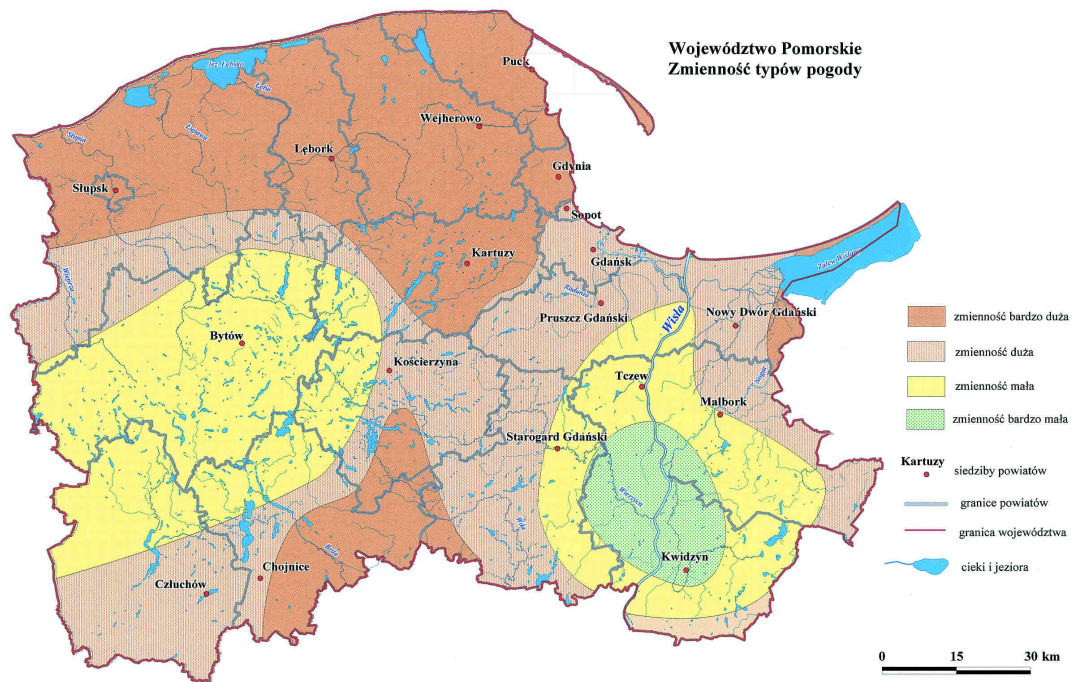 Województwo Pomorskie
Zmienność typów pogody
Puck
Jez. Łebsko
Łeba
Wejherowo
Słupia
Łupawa
Lębork
Gdynia
Słupsk
Sopot
Kartuzy
Gdańsk
Zalew Wiślany
Wieprza
Radunia
Pruszcz Gdański
Wisła
Nowy Dwór Gdański
Bytów
Kościerzyna
Tczew
Nogat
Malbork
Starogard Gdański
Wierzyca
Wda
Brda
Kwidzyn
Chojnice
Człuchów
zmienność bardzo duża
zmienność duża
zmienność mała
zmienność bardzo mała
Kartuzy
siedziby powiatów
granice powiatów
granica województwa
cieki i jeziora
0 15 30 km